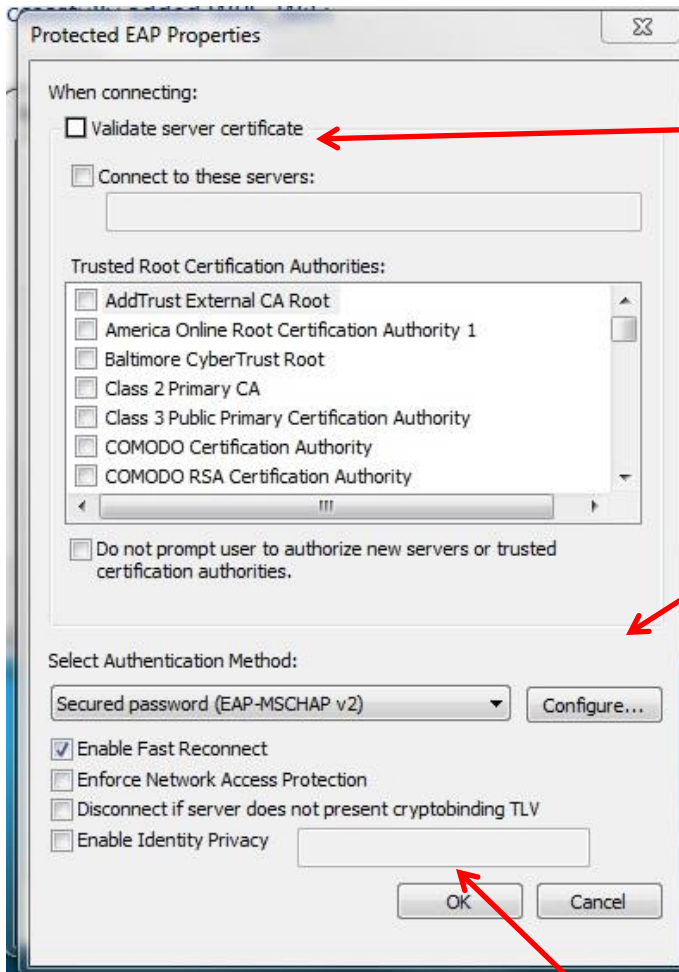 Protected EAP Properties
When connecting:
Validate server certificate
Connect to these servers:
Trusted Root Certification Authorities:
AddTrust External CA Root
America Online Root Certification Authority 1
Baltimore CyberTrust Root
Class 2 Primary CA
Class 3 Public Primary Certification Authority
COMODO Certification Authority
COMODO RSA Certification Authority
Do not prompt user to authorize new servers or trusted
certification authorities.
Select Authentication Method:
Secured password (EAP-MSCHAP v2) Configure...
Enable Fast Reconnect
Enforce Network Access Protection
Disconnect if server does not present cryptobinding TLV
Enable Identity Privacy
OK Cancel